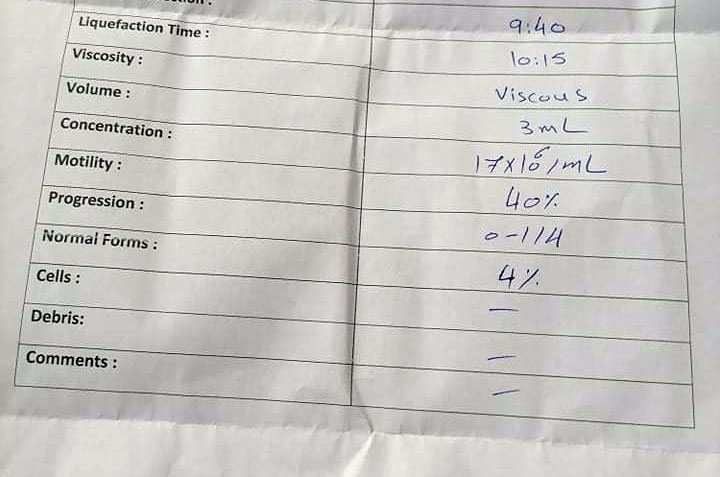 9:40
Liquefaction Time : 10:15
Viscosity : Viscous
Volume : 3mL
Concentration : 17x10⁶/mL
Motility : 40%
Progression : 0-1/4
Normal Forms : 4%
Cells : —
Debris: —
Comments : —